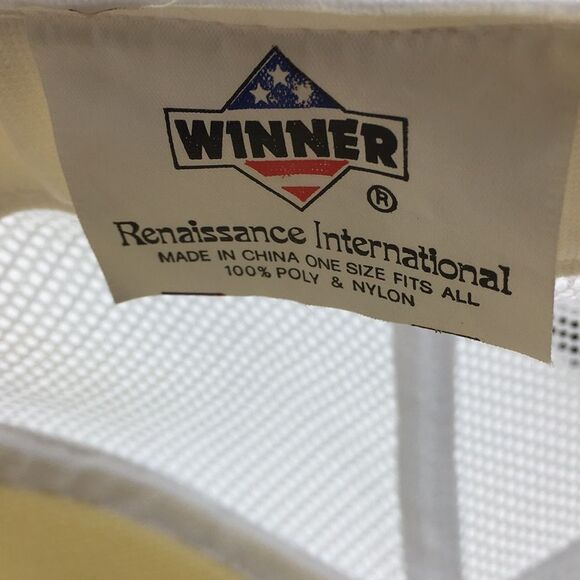 WINNER
®
Renaissance International
MADE IN CHINA ONE SIZE FITS ALL
100% POLY & NYLON